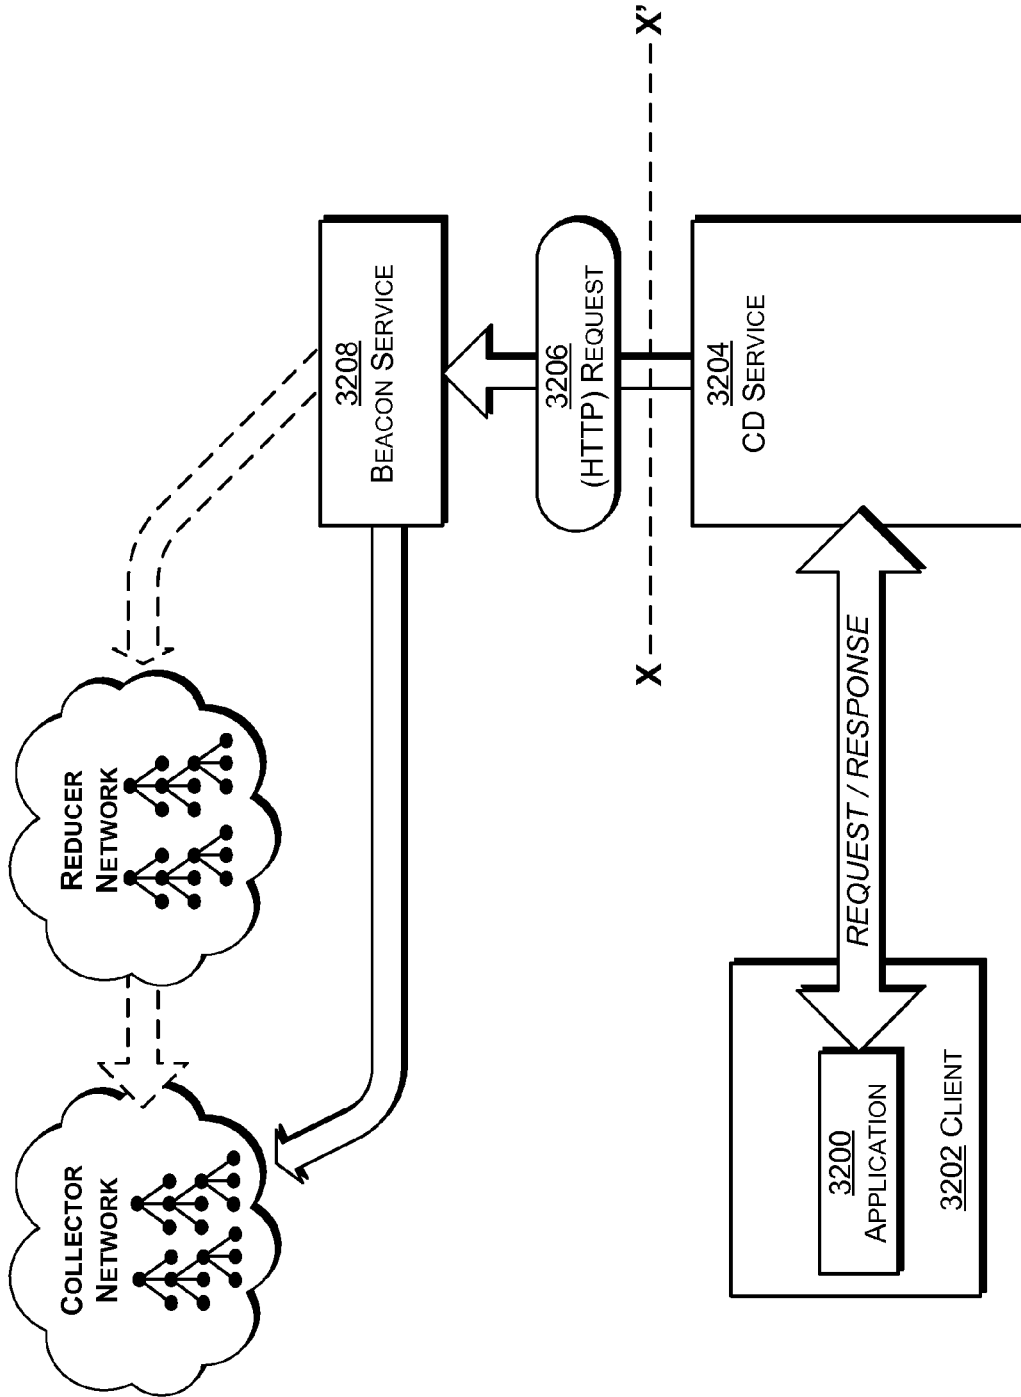 COLLECTOR
NETWORK
REDUCER
NETWORK
3208
BEACON SERVICE
3206
(HTTP) REQUEST
X
X'
3204
CD SERVICE
REQUEST / RESPONSE
3200
APPLICATION
3202 CLIENT